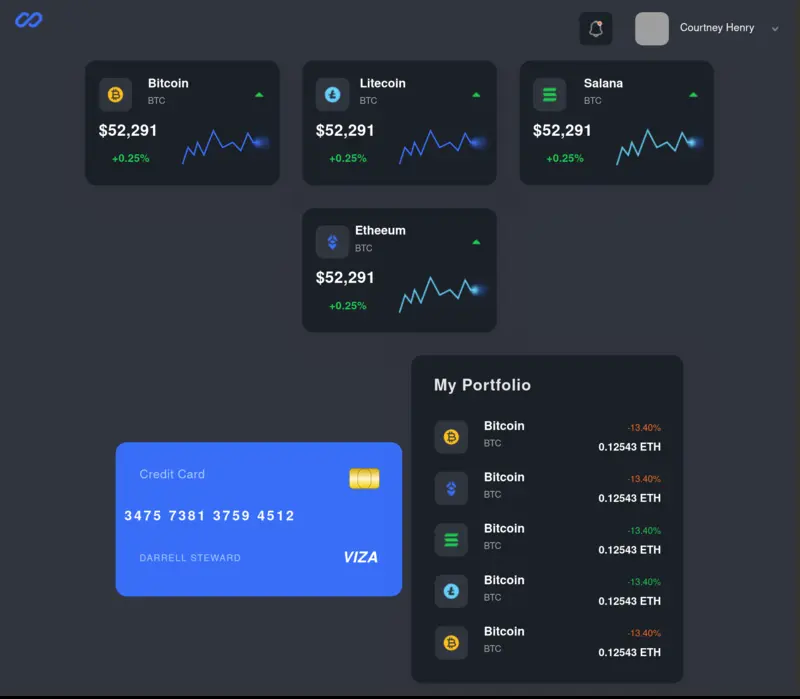 Courtney Henry
Bitcoin
BTC
$52,291
+0.25%
Litecoin
BTC
$52,291
+0.25%
Salana
BTC
$52,291
+0.25%
Etheeum
BTC
$52,291
+0.25%
Credit Card
3475 7381 3759 4512
DARRELL STEWARD
VIZA
My Portfolio
Bitcoin
-13.40%
BTC
0.12543 ETH
Bitcoin
-13.40%
BTC
0.12543 ETH
Bitcoin
-13.40%
BTC
0.12543 ETH
Bitcoin
-13.40%
BTC
0.12543 ETH
Bitcoin
-13.40%
BTC
0.12543 ETH